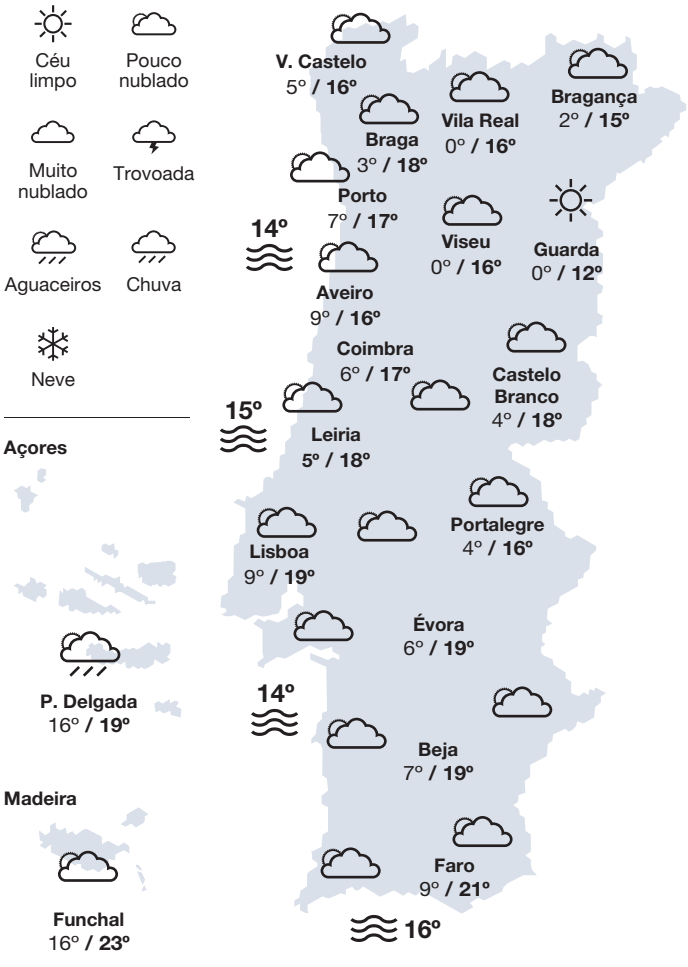 Céu
limpo
Pouco
nublado
Muito
nublado
Trovoada
Aguaceiros
Chuva
Neve
Açores
P. Delgada
16º / 19º
Madeira
Funchal
16º / 23º
V. Castelo
5º / 16º
Braga
3º / 18º
Vila Real
0º / 16º
Bragança
2º / 15º
Porto
7º / 17º
14º
Viseu
0º / 16º
Guarda
0º / 12º
Aveiro
9º / 16º
Coimbra
6º / 17º
Castelo
Branco
4º / 18º
15º
Leiria
5º / 18º
Portalegre
4º / 16º
Lisboa
9º / 19º
Évora
6º / 19º
14º
Beja
7º / 19º
Faro
9º / 21º
16º